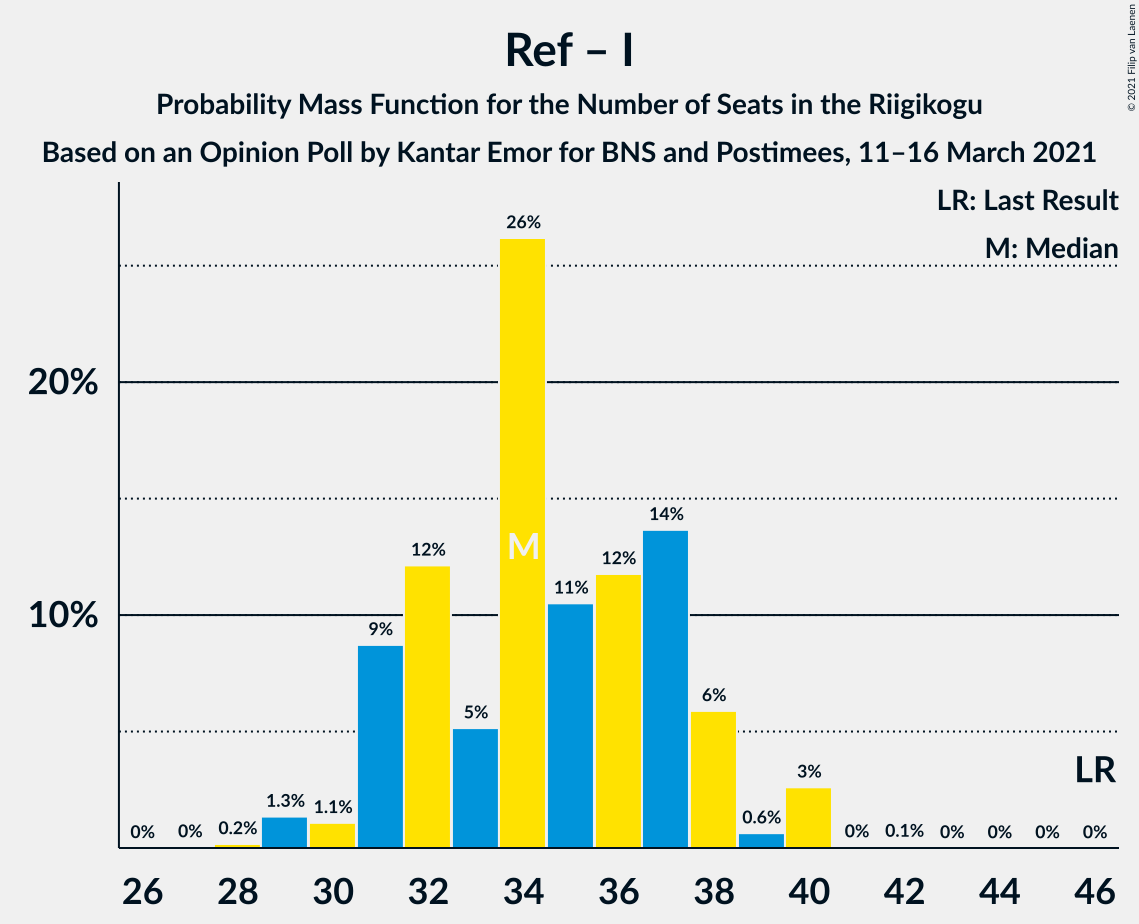 Ref – I
Probability Mass Function for the Number of Seats in the Riigikogu
Based on an Opinion Poll by Kantar Emor for BNS and Postimees, 11–16 March 2021
© 2021 Filip van Laenen
LR: Last Result
M: Median
20%
10%
0%
0%
0.2%
1.3%
1.1%
9%
12%
5%
26%
M
11%
12%
14%
6%
0.6%
3%
0%
0.1%
0%
0%
0%
0%
LR
26 28 30 32 34 36 38 40 42 44 46